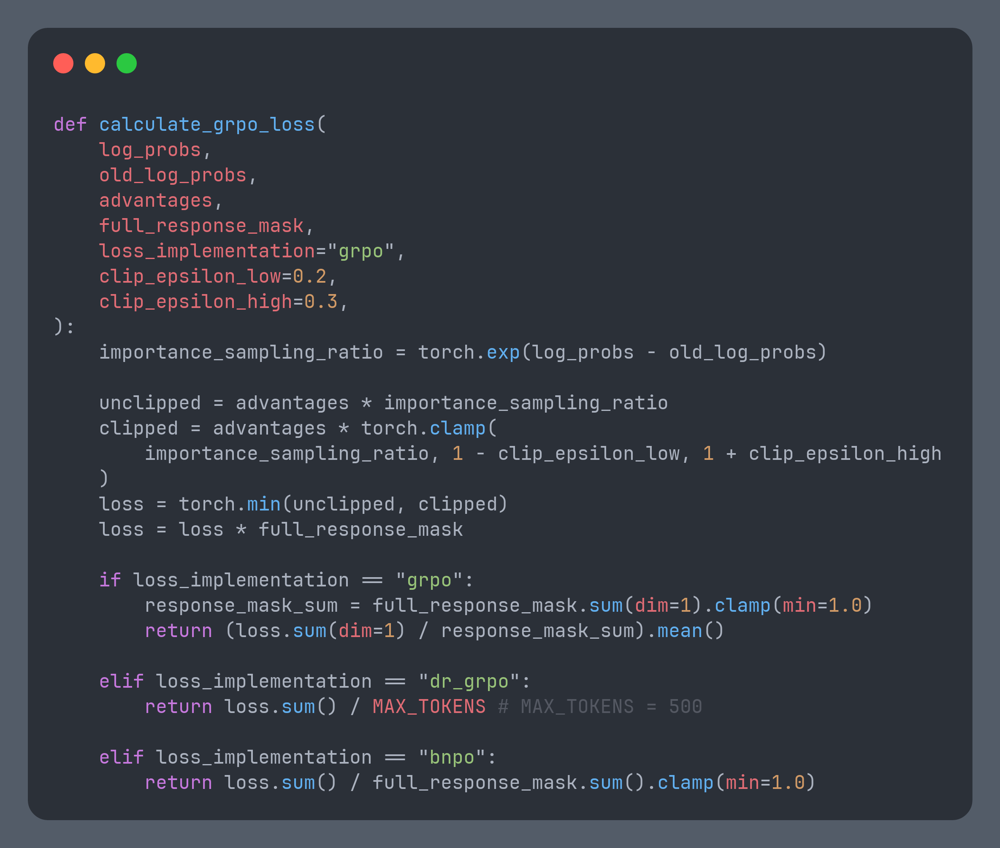 def calculate_grpo_loss(
    log_probs,
    old_log_probs,
    advantages,
    full_response_mask,
    loss_implementation="grpo",
    clip_epsilon_low=0.2,
    clip_epsilon_high=0.3,
):
    importance_sampling_ratio = torch.exp(log_probs - old_log_probs)

    unclipped = advantages * importance_sampling_ratio
    clipped = advantages * torch.clamp(
        importance_sampling_ratio, 1 - clip_epsilon_low, 1 + clip_epsilon_high
    )
    loss = torch.min(unclipped, clipped)
    loss = loss * full_response_mask

    if loss_implementation == "grpo":
        response_mask_sum = full_response_mask.sum(dim=1).clamp(min=1.0)
        return (loss.sum(dim=1) / response_mask_sum).mean()

    elif loss_implementation == "dr_grpo":
        return loss.sum() / MAX_TOKENS # MAX_TOKENS = 500

    elif loss_implementation == "bnpo":
        return loss.sum() / full_response_mask.sum().clamp(min=1.0)